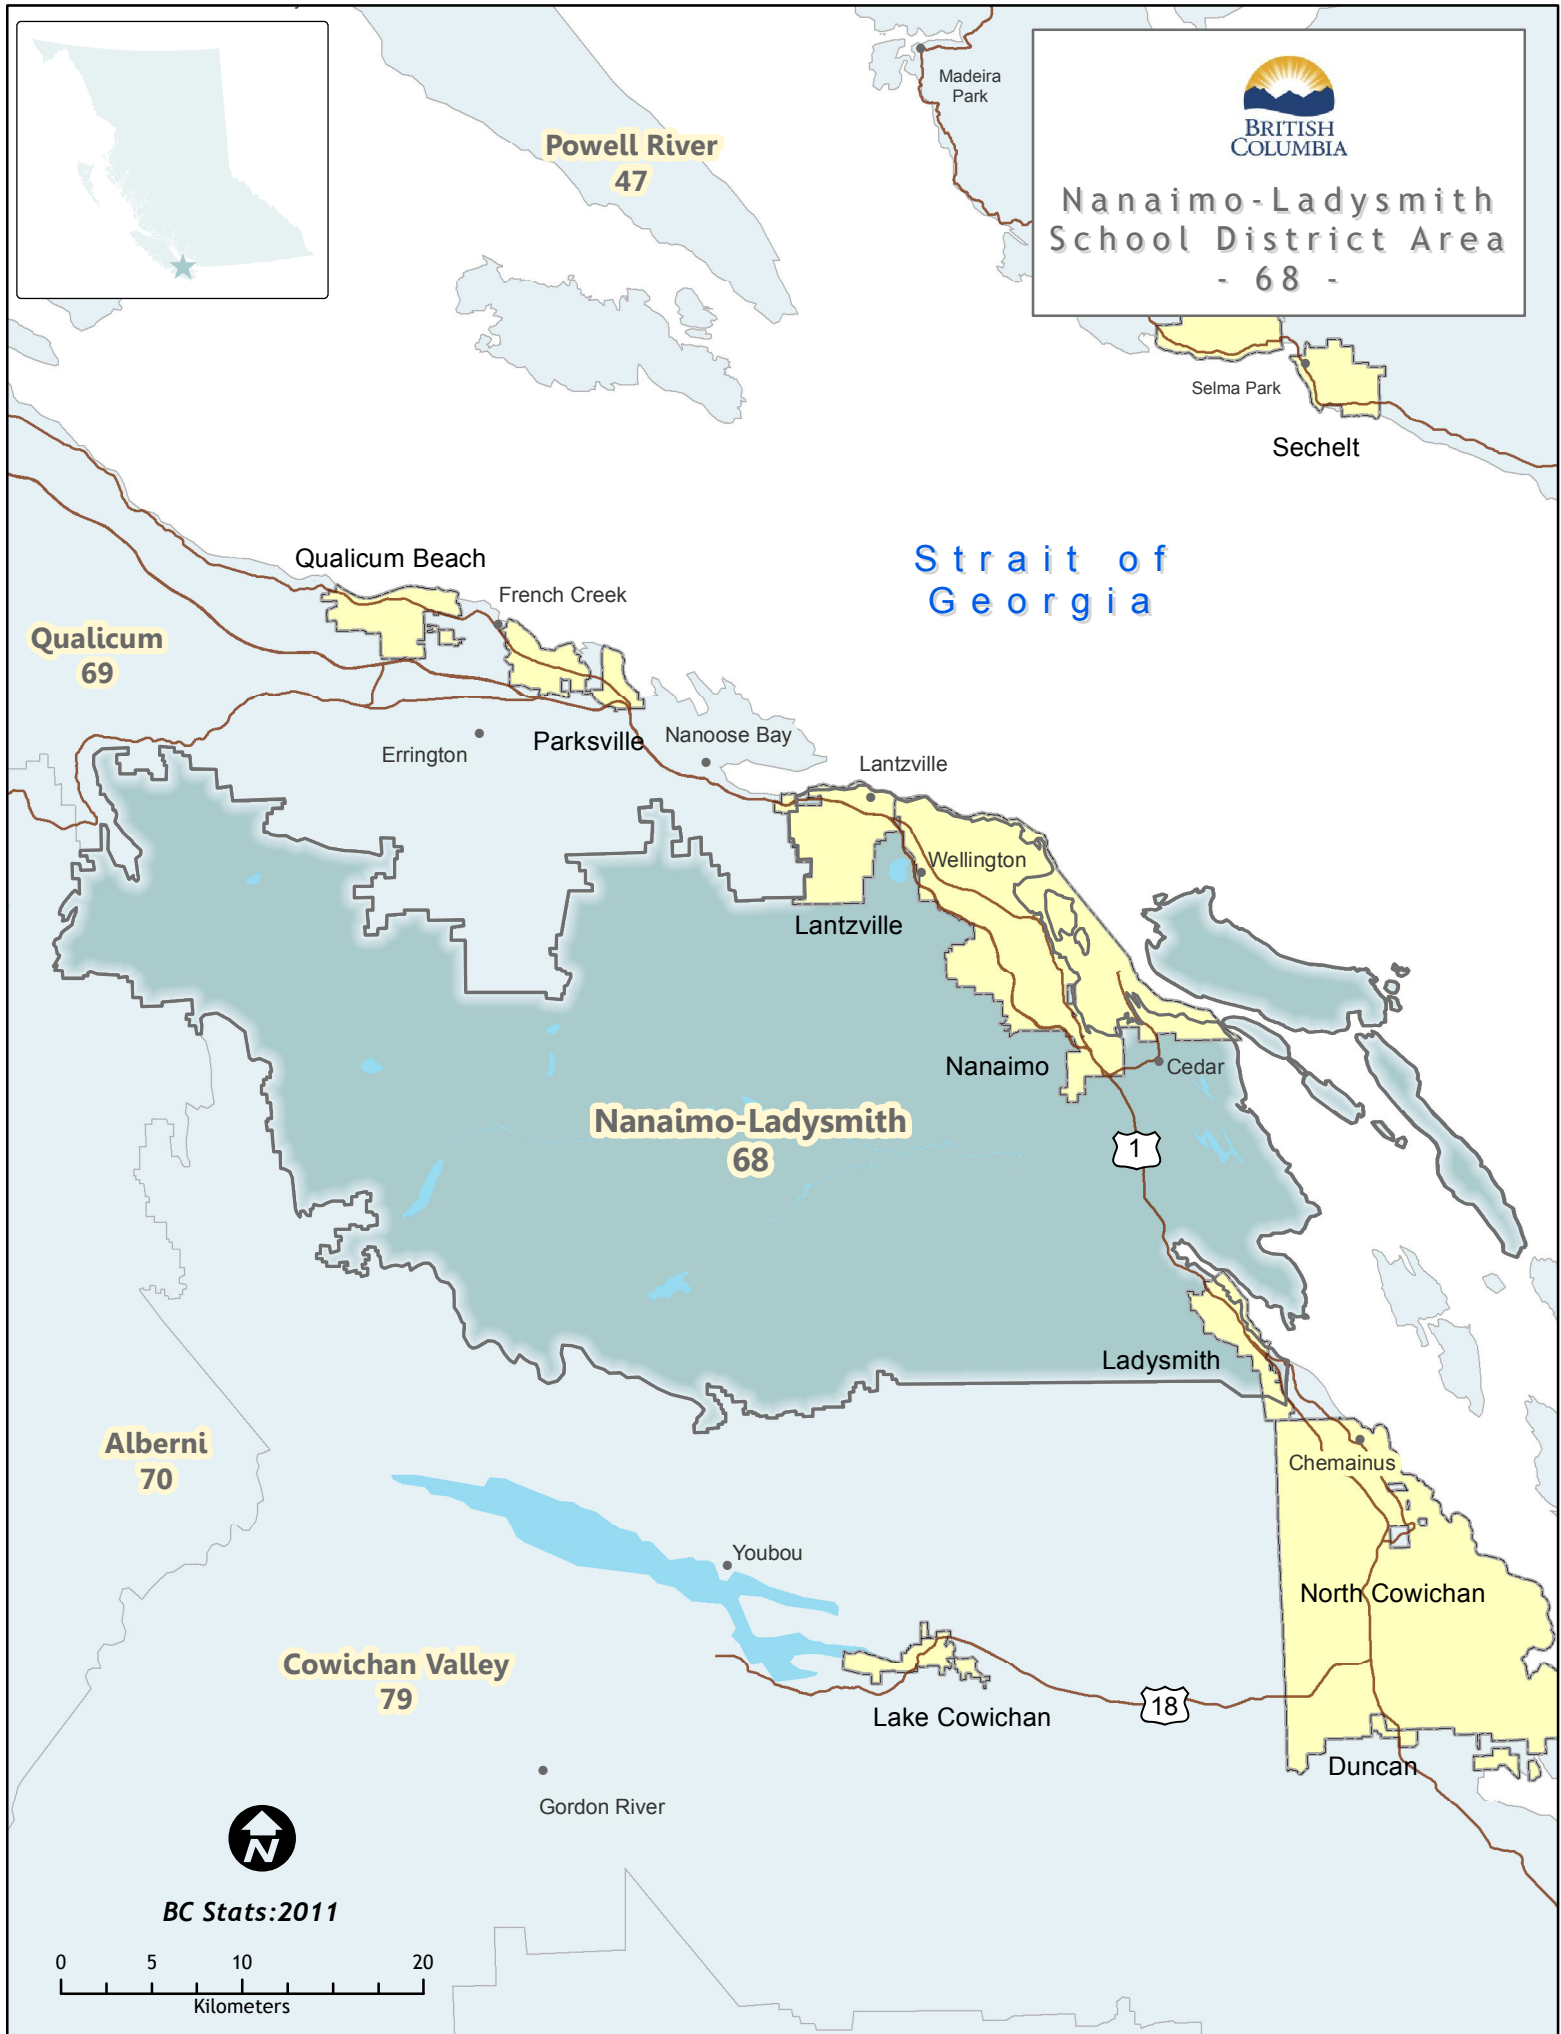 Madeira
Park
BRITISH
COLUMBIA
Nanaimo-Ladysmith
School District Area
- 68 -
Powell River
47
Selma Park
Sechelt
Strait of
Georgia
Qualicum Beach
French Creek
Qualicum
69
Errington
Parksville
Nanoose Bay
Lantzville
Wellington
Lantzville
Nanaimo
Cedar
Nanaimo-Ladysmith
68
1
Ladysmith
Alberni
70
Chemainus
Youbou
North Cowichan
Cowichan Valley
79
Lake Cowichan
18
Duncan
Gordon River
N
BC Stats:2011
0 5 10 20
Kilometers